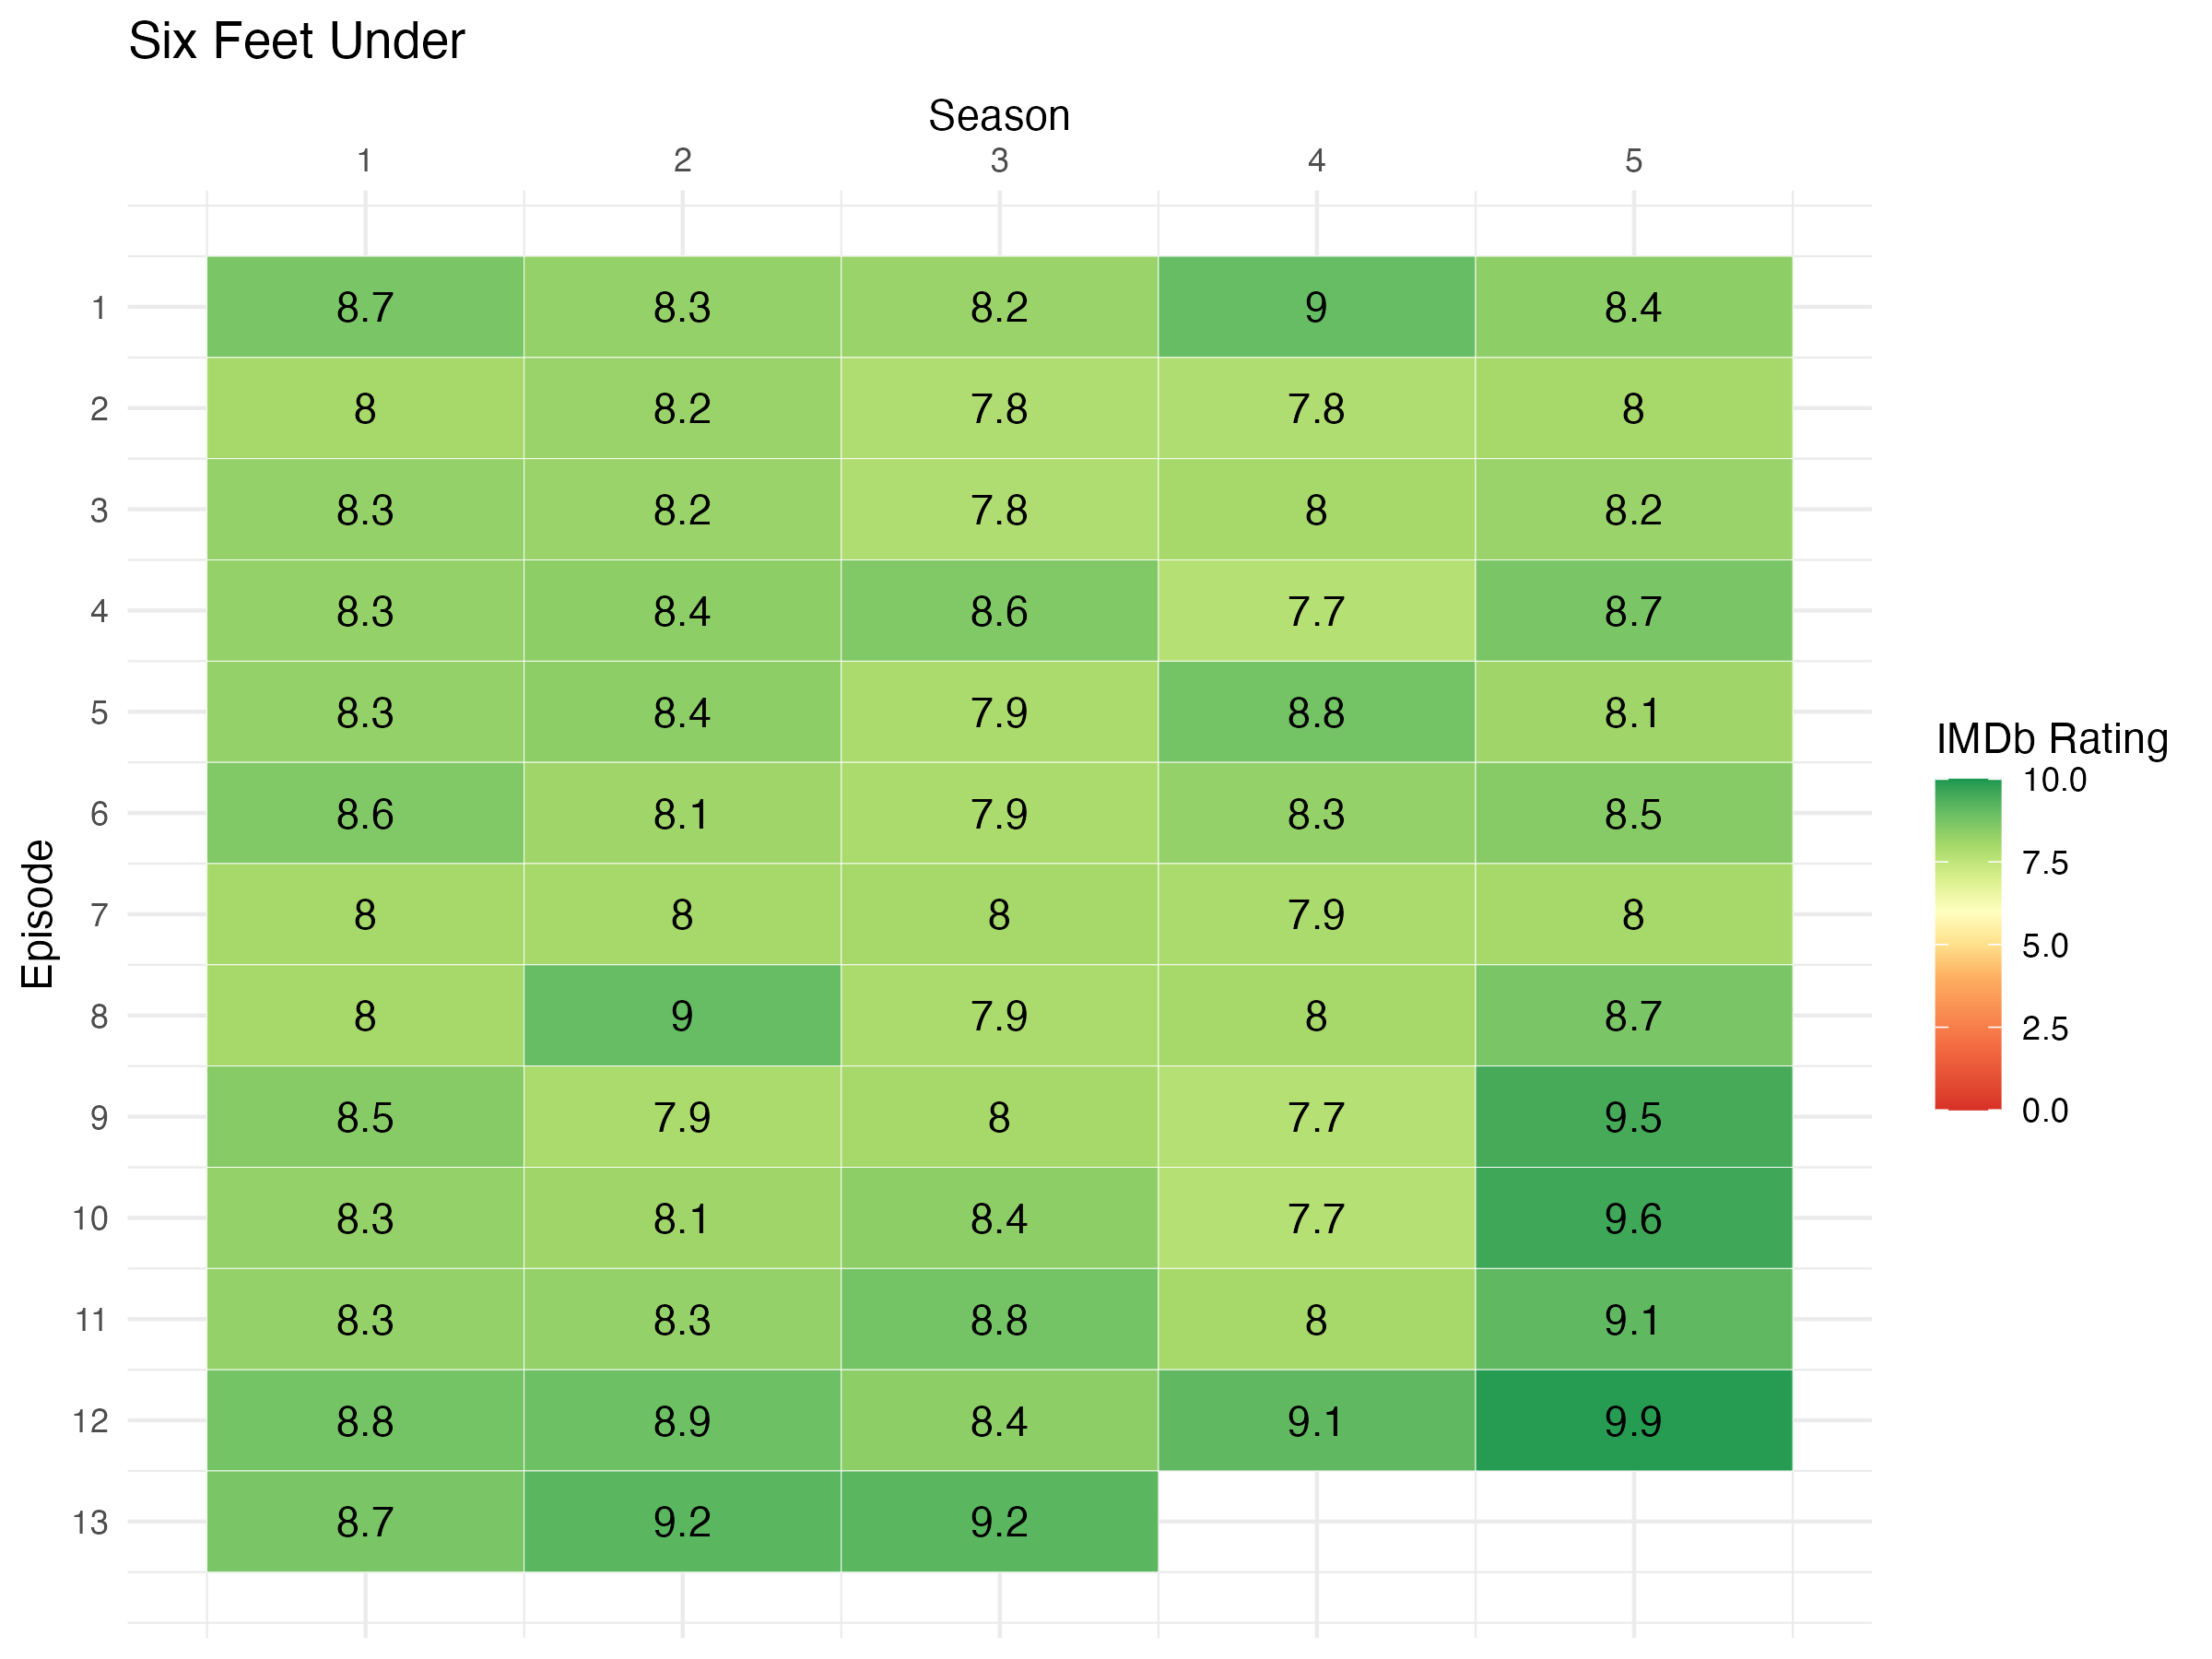 Six Feet Under
Season
1 2 3 4 5
1 8.7 8.3 8.2 9 8.4
2 8 8.2 7.8 7.8 8
3 8.3 8.2 7.8 8 8.2
4 8.3 8.4 8.6 7.7 8.7
5 8.3 8.4 7.9 8.8 8.1
6 8.6 8.1 7.9 8.3 8.5
7 8 8 8 7.9 8
8 8 9 7.9 8 8.7
9 8.5 7.9 8 7.7 9.5
10 8.3 8.1 8.4 7.7 9.6
11 8.3 8.3 8.8 8 9.1
12 8.8 8.9 8.4 9.1 9.9
13 8.7 9.2 9.2
Episode
IMDb Rating
10.0
7.5
5.0
2.5
0.0